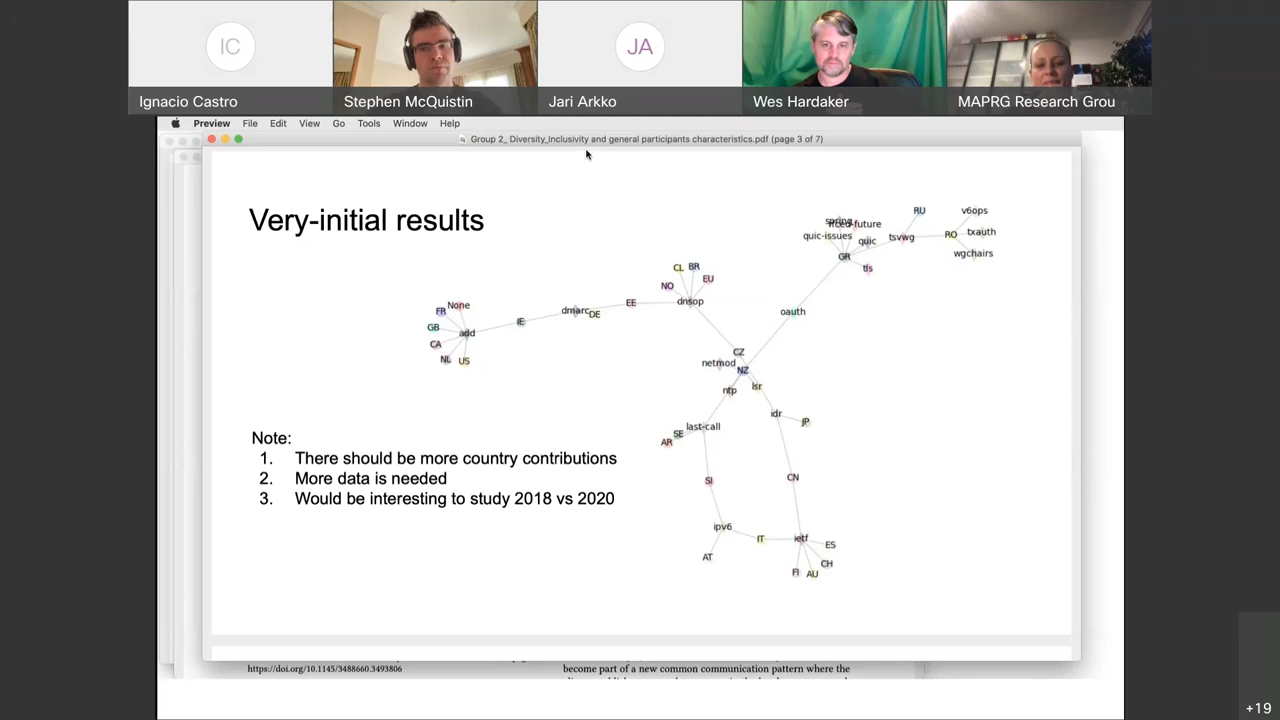 IC
JA
Ignacio Castro
Stephen McQuistin
Jari Arkko
Wes Hardaker
MAPRG Research Grou
Preview File Edit View Go Tools Window Help
Group 2_ Diversity_Inclusivity and general participants characteristics.pdf (page 3 of 7)
Very-initial results
RU
v6ops
spring
quic-issues
quic
tsvwg
RO
txauth
wgchairs
GR
tls
CL
BR
NO
EU
dnsop
EE
oauth
FR
None
GB
add
IE
dmarc
DE
CA
NL
US
CZ
netmod
NZ
ntp
lsr
idr
JP
last-call
SE
AR
SI
CN
ipv6
IT
ietf
ES
AT
FI
AU
CH
Note:
1. There should be more country contributions
2. More data is needed
3. Would be interesting to study 2018 vs 2020
https://doi.org/10.1145/3488660.3493806
become part of a new common communication pattern where the
+19